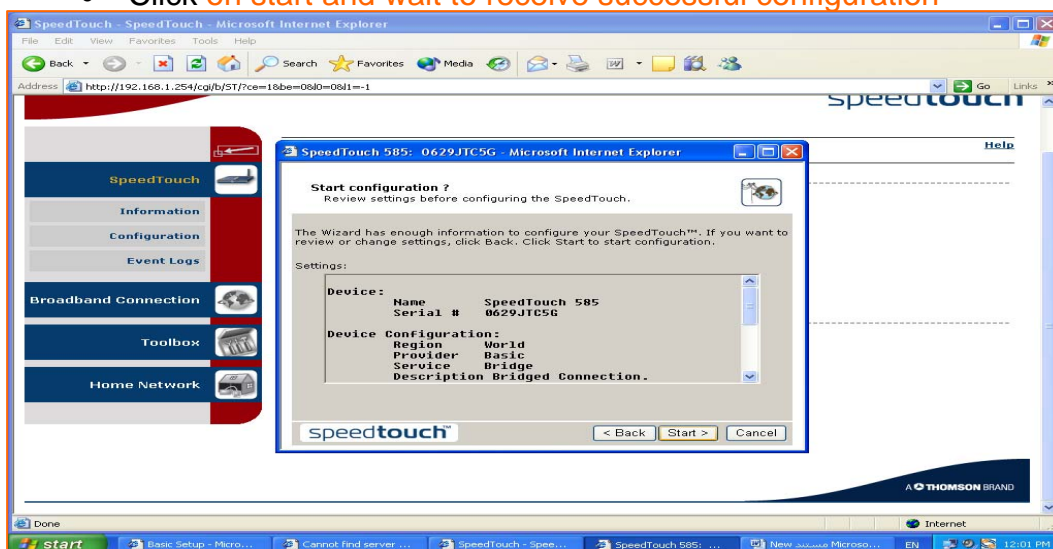 Click on start and wait to receive successful configuration
SpeedTouch - SpeedTouch - Microsoft Internet Explorer
File Edit View Favorites Tools Help
Back Search Favorites Media
Address http://192.168.1.254/cgi/b/ST/?ce=1&be=0&l0=0&l1=-1 Go Links
speedtouch
Help
SpeedTouch
Information
Configuration
Event Logs
Broadband Connection
Toolbox
Home Network
SpeedTouch 585: 0629JTC5G - Microsoft Internet Explorer
Start configuration ?
Review settings before configuring the SpeedTouch.
The Wizard has enough information to configure your SpeedTouch™. If you want to
review or change settings, click Back. Click Start to start configuration.
Settings:
Device:
Name SpeedTouch 585
Serial # 0629JTC5G
Device Configuration:
Region World
Provider Basic
Service Bridge
Description Bridged Connection.
speedtouch™
< Back Start > Cancel
A THOMSON BRAND
Done Internet
start Basic Setup - Micro... Cannot find server ... SpeedTouch - Spee... SpeedTouch 585: ... New مستند Microso... EN 12:01 PM